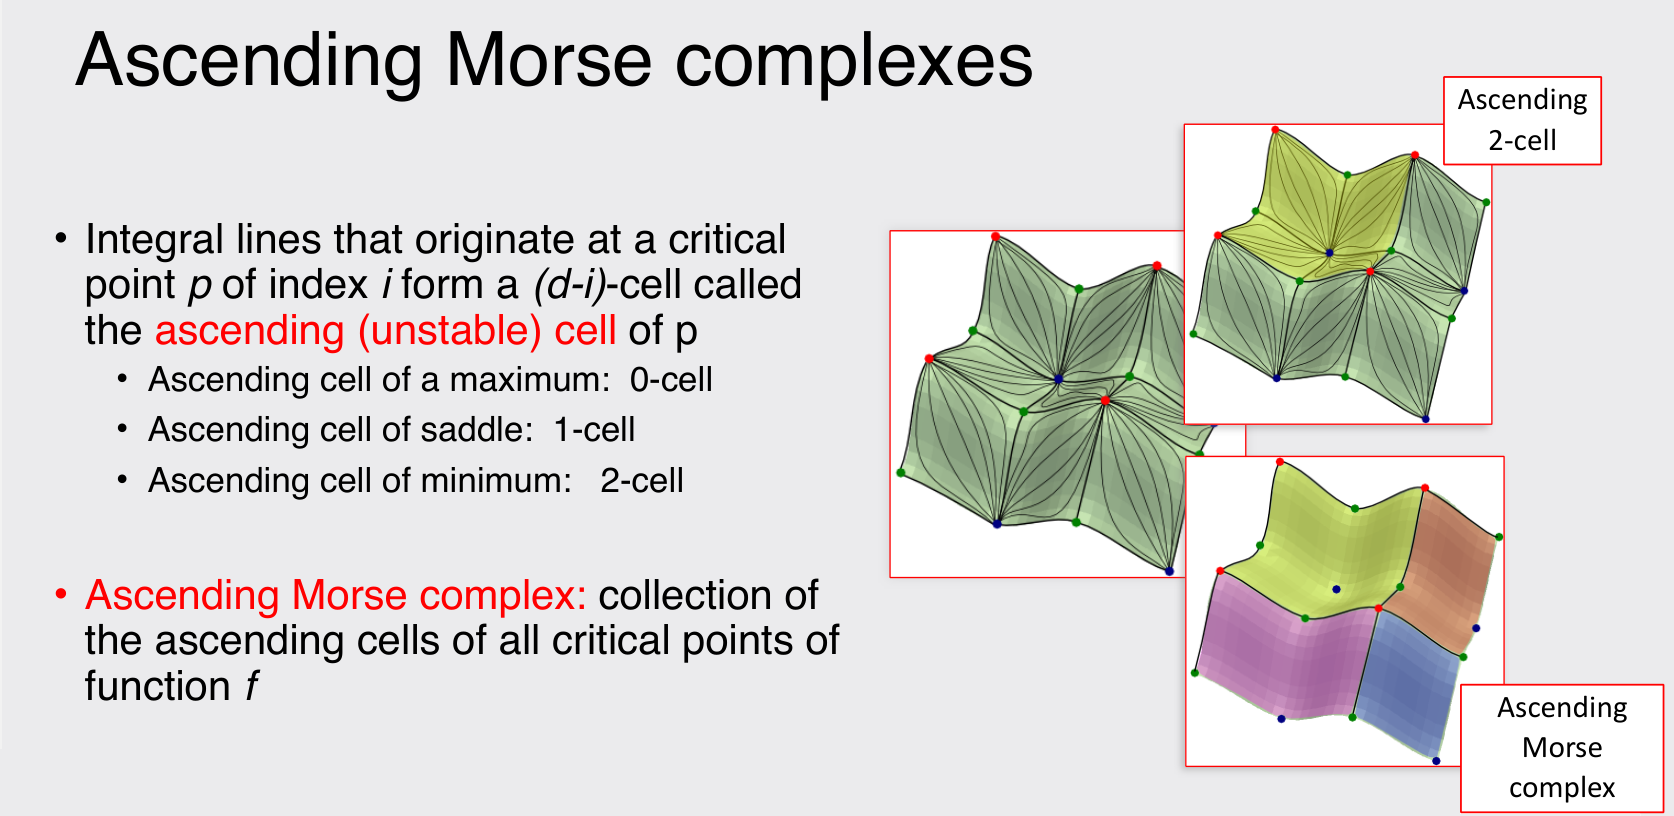 Ascending Morse complexes
Ascending
2-cell
• Integral lines that originate at a critical
point p of index i form a (d-i)-cell called
the ascending (unstable) cell of p
• Ascending cell of a maximum: 0-cell
• Ascending cell of saddle: 1-cell
• Ascending cell of minimum: 2-cell
• Ascending Morse complex: collection of
the ascending cells of all critical points of
function f
Ascending
Morse
complex